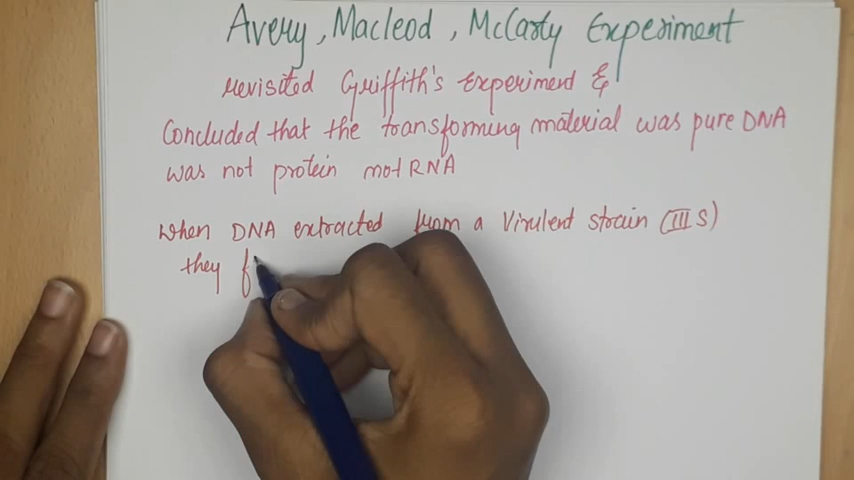 Avery, Macleod, McCarty Experiment
revisited Griffith's Experiment &
Concluded that the transforming material was pure DNA
was not protein not RNA
When DNA extracted from a Virulent strain (III S)
they f